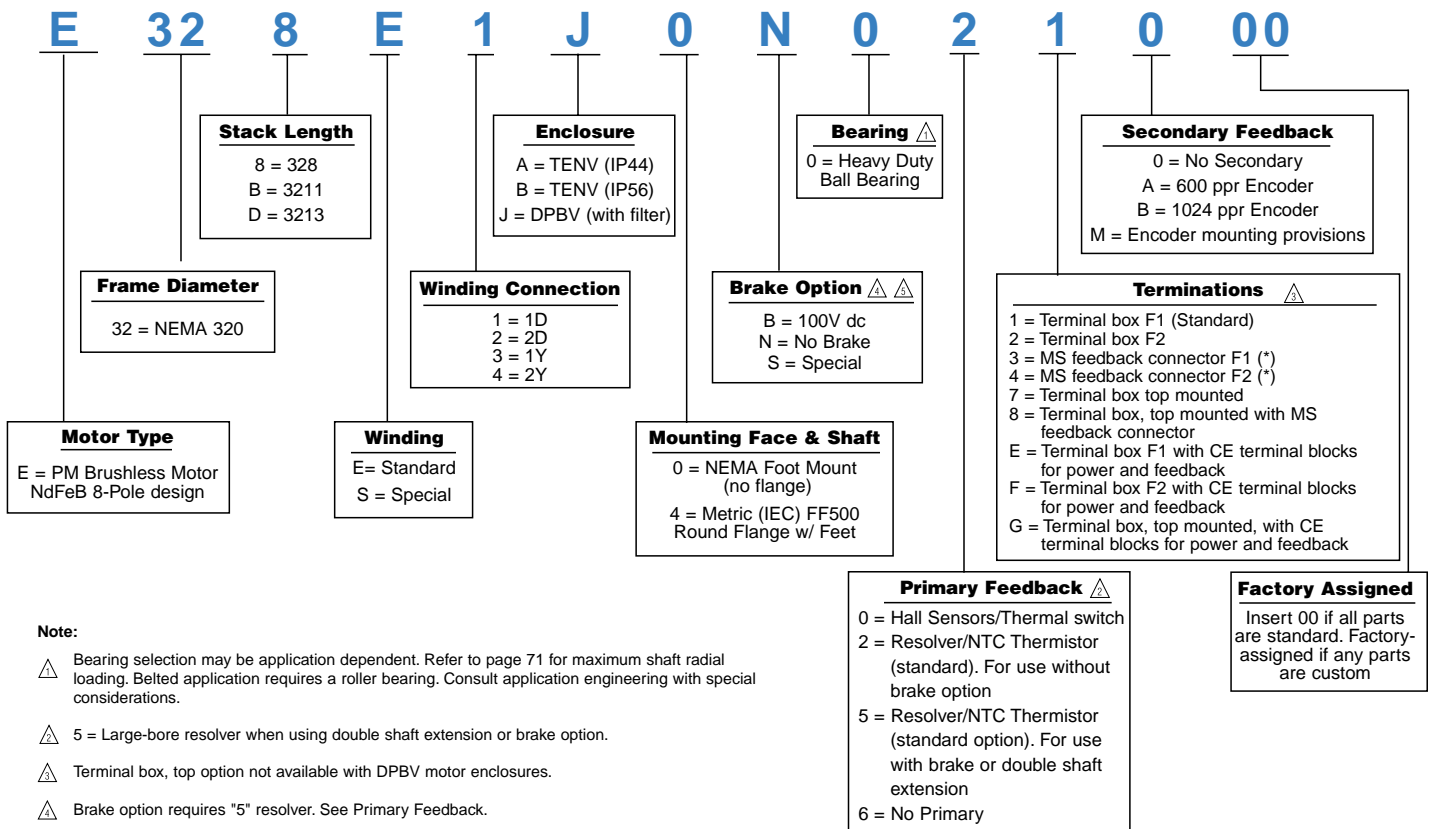 E 32 8 E 1 J 0 N 0 2 1 0 00
Stack Length
8 = 328
B = 3211
D = 3213
Enclosure
A = TENV (IP44)
B = TENV (IP56)
J = DPBV (with filter)
Bearing 1
0 = Heavy Duty
Ball Bearing
Secondary Feedback
0 = No Secondary
A = 600 ppr Encoder
B = 1024 ppr Encoder
M = Encoder mounting provisions
Frame Diameter
32 = NEMA 320
Winding Connection
1 = 1D
2 = 2D
3 = 1Y
4 = 2Y
Brake Option 4 5
B = 100V dc
N = No Brake
S = Special
Terminations 3
1 = Terminal box F1 (Standard)
2 = Terminal box F2
3 = MS feedback connector F1 (*)
4 = MS feedback connector F2 (*)
7 = Terminal box top mounted
8 = Terminal box, top mounted with MS
feedback connector
E = Terminal box F1 with CE terminal blocks
for power and feedback
F = Terminal box F2 with CE terminal blocks
for power and feedback
G = Terminal box, top mounted, with CE
terminal blocks for power and feedback
Motor Type
E = PM Brushless Motor
NdFeB 8-Pole design
Winding
E= Standard
S = Special
Mounting Face & Shaft
0 = NEMA Foot Mount
(no flange)
4 = Metric (IEC) FF500
Round Flange w/ Feet
Primary Feedback 2
0 = Hall Sensors/Thermal switch
2 = Resolver/NTC Thermistor
(standard). For use without
brake option
5 = Resolver/NTC Thermistor
(standard option). For use
with brake or double shaft
extension
6 = No Primary
Factory Assigned
Insert 00 if all parts
are standard. Factory-
assigned if any parts
are custom
Note:
1 Bearing selection may be application dependent. Refer to page 71 for maximum shaft radial
loading. Belted application requires a roller bearing. Consult application engineering with special
considerations.
2 5 = Large-bore resolver when using double shaft extension or brake option.
3 Terminal box, top option not available with DPBV motor enclosures.
4 Brake option requires "5" resolver. See Primary Feedback.